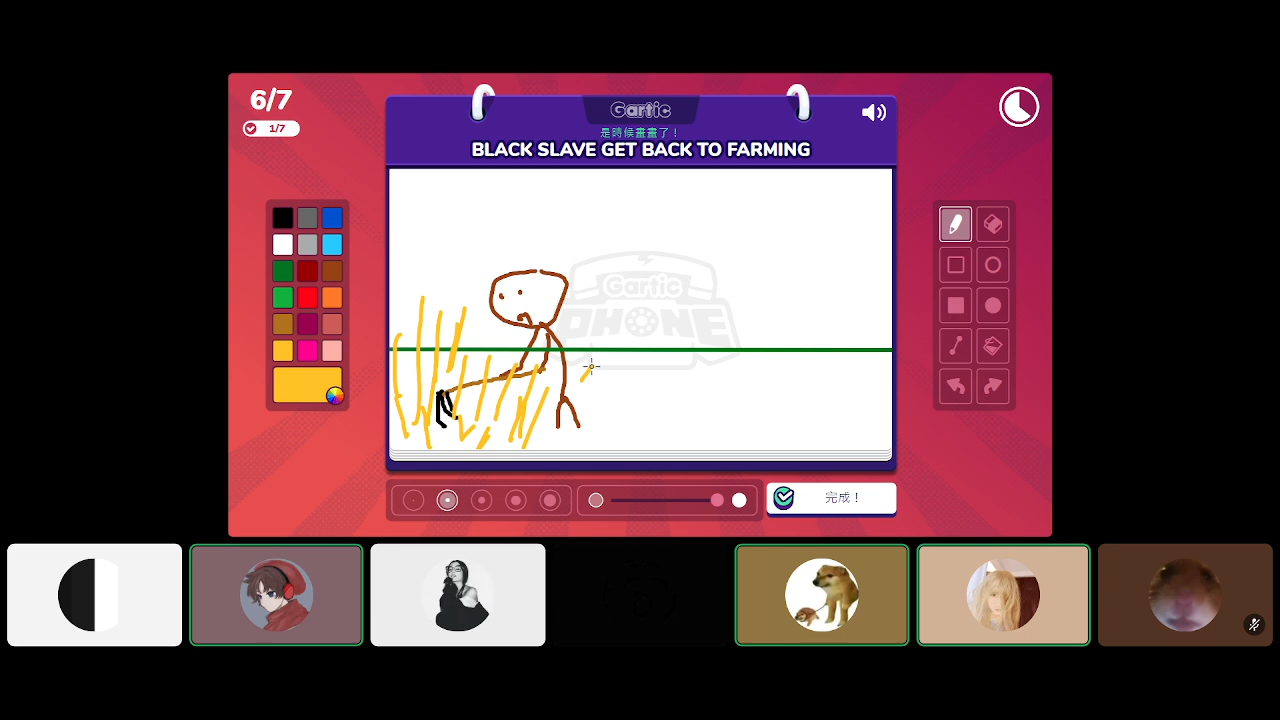 6/7
1/7
Gartic
是時候畫畫了！
BLACK SLAVE GET BACK TO FARMING
Gartic
PHONE
完成！